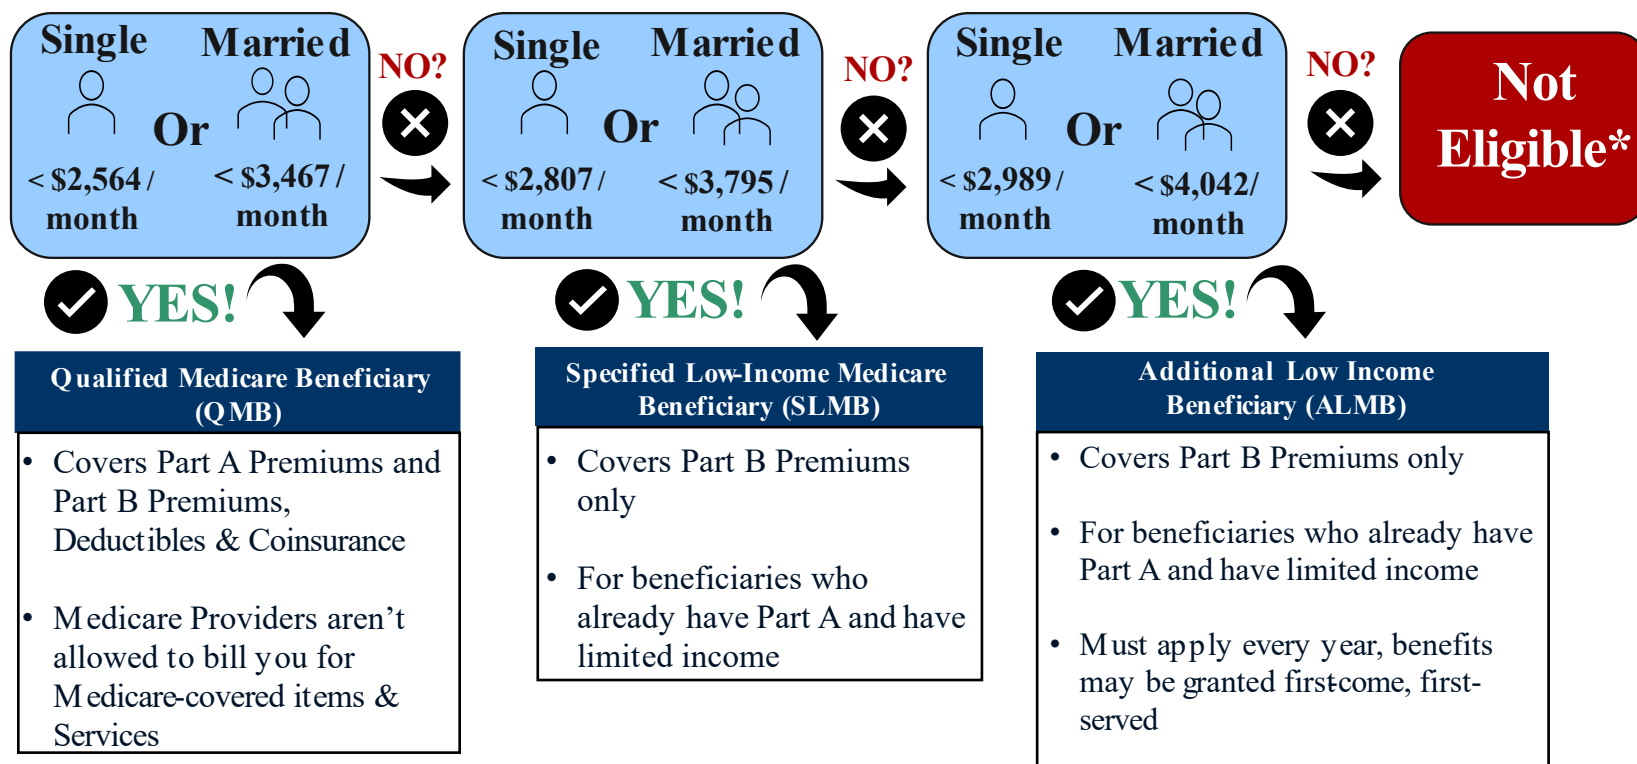 Single Married
Or
< $2,564 /
month
< $3,467 /
month
NO?
Single Married
Or
< $2,807 /
month
< $3,795 /
month
NO?
Single Married
Or
< $2,989 /
month
< $4,042/
month
NO?
Not
Eligible*
YES!
YES!
YES!
Qualified Medicare Beneficiary
(QMB)
• Covers Part A Premiums and
Part B Premiums,
Deductibles & Coinsurance
• Medicare Providers aren’t
allowed to bill you for
Medicare-covered items &
Services
Specified Low-Income Medicare
Beneficiary (SLMB)
• Covers Part B Premiums
only
• For beneficiaries who
already have Part A and have
limited income
Additional Low Income
Beneficiary (ALMB)
• Covers Part B Premiums only
• For beneficiaries who already have
Part A and have limited income
• Must apply every year, benefits
may be granted first-come, first-
served